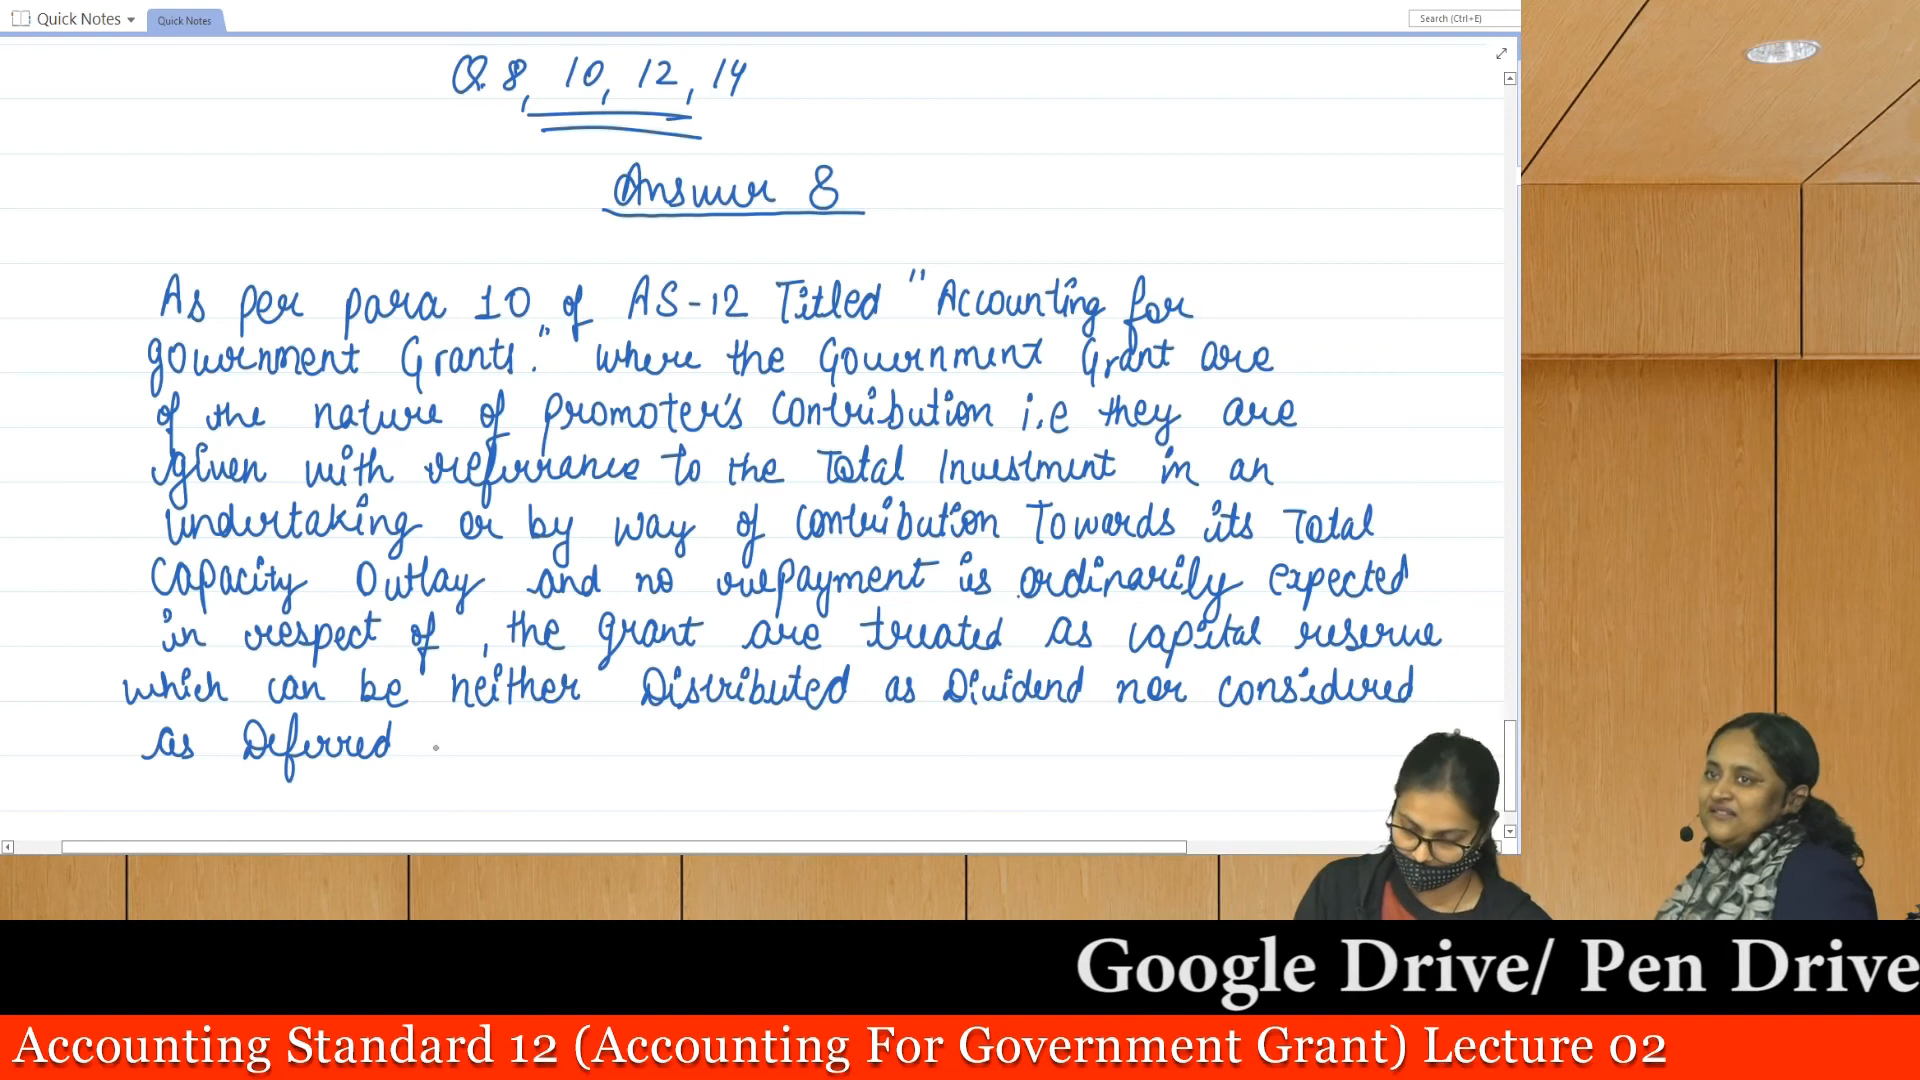 Quick Notes
Quick Notes
Search (Ctrl+E)
Q. 8, 10, 12, 14
Answer 8
As per para 10 of AS-12 Titled "Accounting for
government Grants." where the Government Grant are
of the nature of promoter's Contribution i.e they are
given with referrance to the Total Investment in an
undertaking or by way of contribution Towards its Total
Capacity Outlay and no repayment is ordinarily expected
in respect of, the grant are treated as capital reserve
which can be neither Distributed as Dividend nor considered
as Deferred
Google Drive/ Pen Drive
Accounting Standard 12 (Accounting For Government Grant) Lecture 02